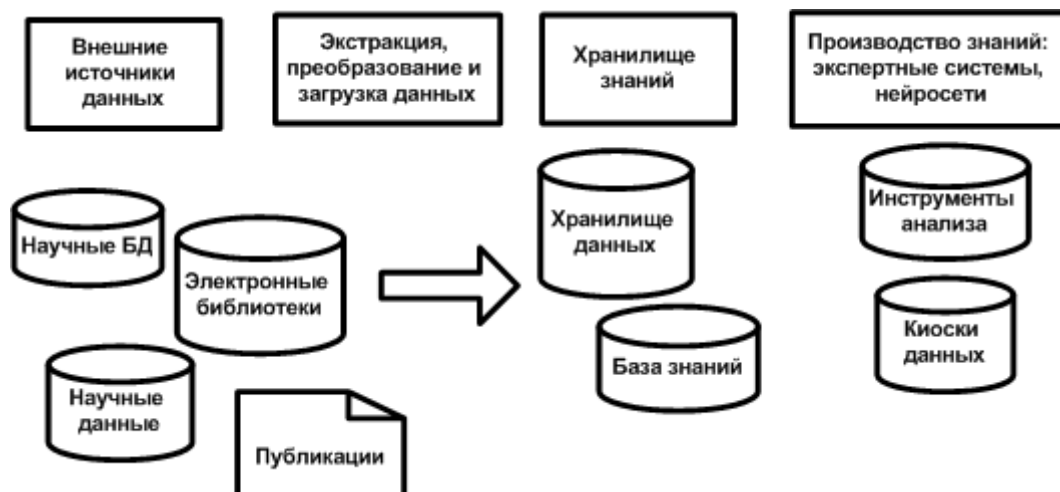 Внешние
источники
данных
Экстракция,
преобразование и
загрузка данных
Хранилище
знаний
Производство знаний:
экспертные системы,
нейросети
Научные БД
Электронные
библиотеки
Научные
данные
Публикации
Хранилище
данных
База знаний
Инструменты
анализа
Киоски
данных